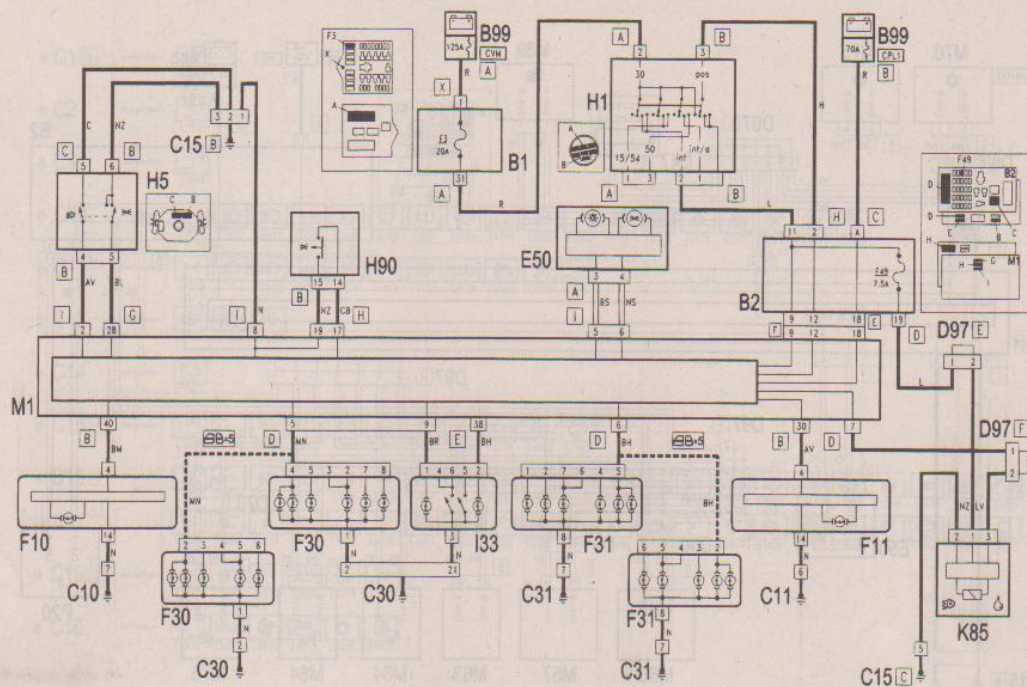 F3
X
A
B99
125A
CVM
A
R
X
1
F3
20A
31
B1
A
R
A
B
2
3
30
pos
H1
50
15/54
int
int/a
1
3
2
1
A
B
A
B
H
L
B99
70A
CPL1
B
R
F49
B2
D
D
E
B
C
H
G
M1
H
I
3
2
1
C15
B
C
NZ
C
B
5
6
H5
C
B
4
5
B
AV
BL
I
G
I
N
H90
15
14
B
NZ
CB
H
E50
3
4
A
BS
NS
I
H
C
11
2
A
B2
F49
7.5A
F
9
12
18
E
19
D
D97
E
1
2
L
2
28
8
19
17
5
6
9
12
18
M1
40
5
9
38
6
30
7
B
BM
D
MN
BR
E
BH
D
BH
B
AV
D
D97
F
1
2
4
F10
14
N
7
C10
MN
2
3
4
5
6
F30
1
N
2
C30
4
5
3
2
7
8
F30
1
N
2
1
4
6
5
2
I33
3
N
21
C30
1
2
7
6
4
5
F31
8
N
7
C31
BH
6
5
4
3
2
F31
N
7
C31
4
F11
14
N
6
C11
NZ
LV
2
1
3
K85
5
C15
C